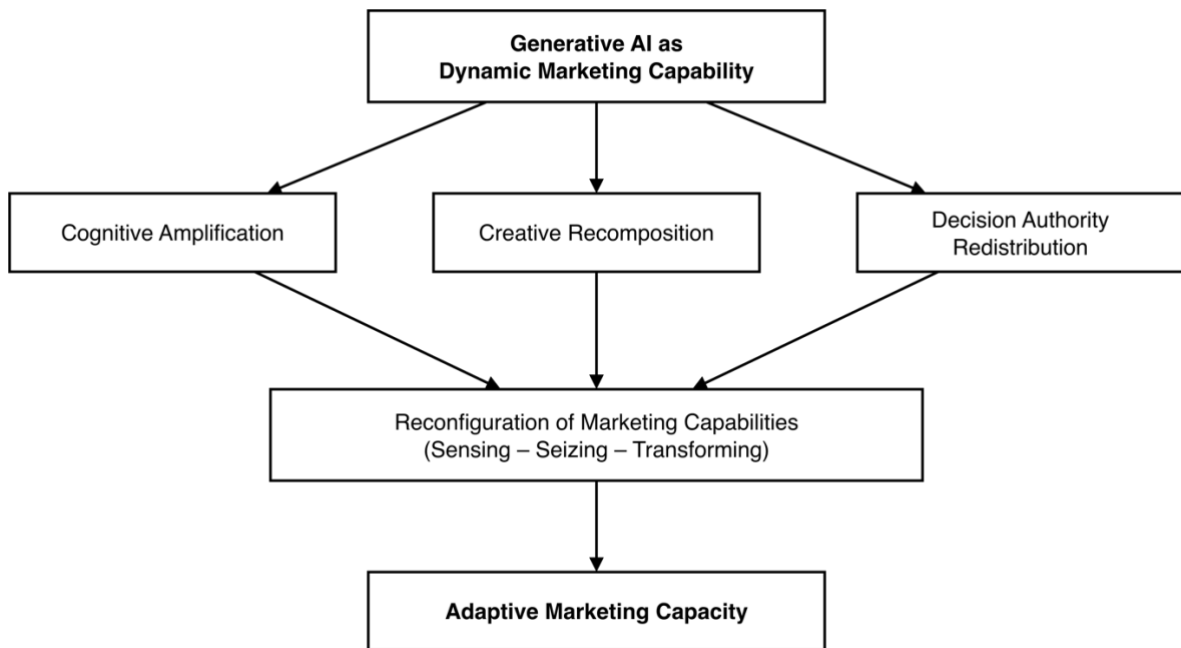 Generative AI as
Dynamic Marketing Capability
Cognitive Amplification
Creative Recomposition
Decision Authority
Redistribution
Reconfiguration of Marketing Capabilities
(Sensing – Seizing – Transforming)
Adaptive Marketing Capacity